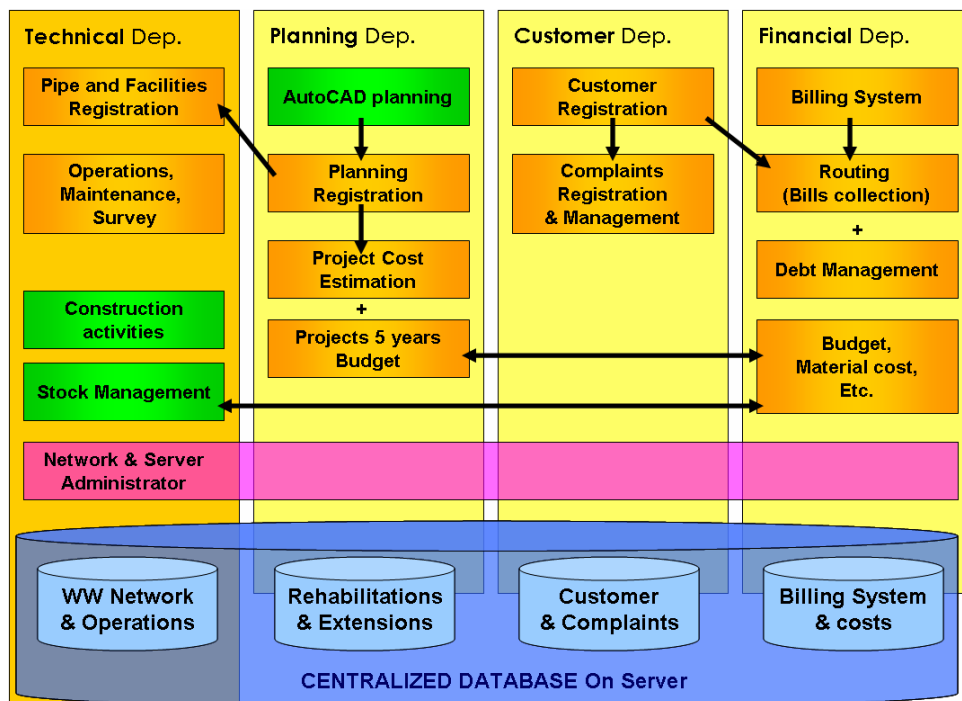 Technical Dep.
Pipe and Facilities
Registration
Operations,
Maintenance,
Survey
Construction
activities
Stock Management
Planning Dep.
AutoCAD planning
Planning
Registration
Project Cost
Estimation
+
Projects 5 years
Budget
Customer Dep.
Customer
Registration
Complaints
Registration
& Management
Financial Dep.
Billing System
Routing
(Bills collection)
+
Debt Management
Budget,
Material cost,
Etc.
Network & Server
Administrator
WW Network
& Operations
Rehabilitations
& Extensions
Customer
& Complaints
Billing System
& costs
CENTRALIZED DATABASE On Server